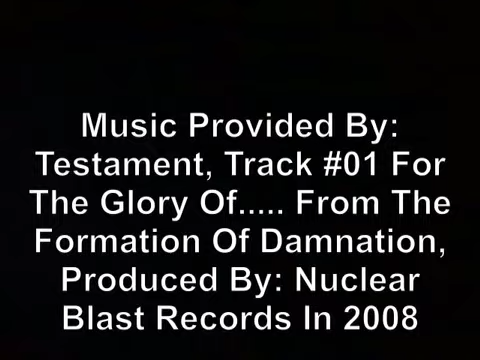 Music Provided By:
Testament, Track #01 For
The Glory Of..... From The
Formation Of Damnation,
Produced By: Nuclear
Blast Records In 2008